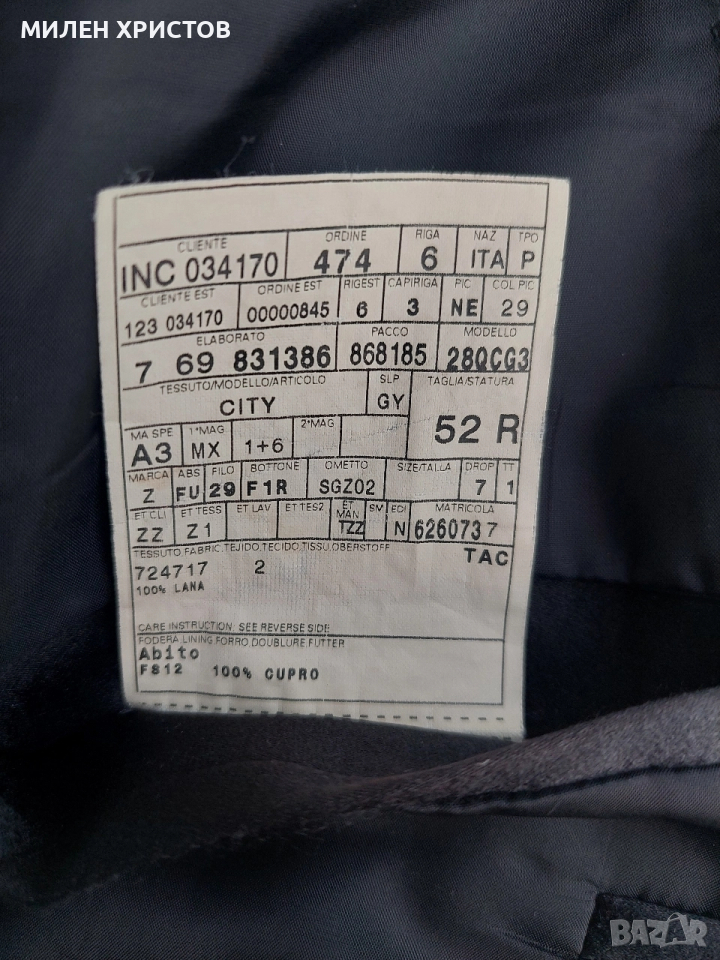 МИЛЕН ХРИСТОВ
CLIENTE ORDINE RIGA NAZ TPO
INC 034170 474 6 ITA P
CLIENTE EST ORDINE EST RIGEST CAPIRIGA PIC COL PIC
123 034170 00000845 6 3 NE 29
ELABORATO PACCO MODELLO
7 69 831386 868185 28QCG3
TESSUTO/MODELLO/ARTICOLO SLP TAGLIA/STATURA
CITY GY 52 R
MA SPE 1*MAG 2*MAG
A3 MX 1+6
MARCA ABS FILO BOTTONE OMETTO SIZE/TALLA DROP TT
Z FU 29 F1R SGZ02 7 1
ET CLI ET TESS ET LAV ET TES2 ET MAN SM EDI MATRICOLA
ZZ Z1 TZZ N 6260737
TESSUTO.FABRIC.TEJIDO.TECIDO.TISSU.OBERSTOFF TAC
724717 2
100% LANA
CARE INSTRUCTION SEE REVERSE SIDE
FODERA LINING FORRO DOUBLURE FUTTER
Abito
F812 100% CUPRO
BAZAR